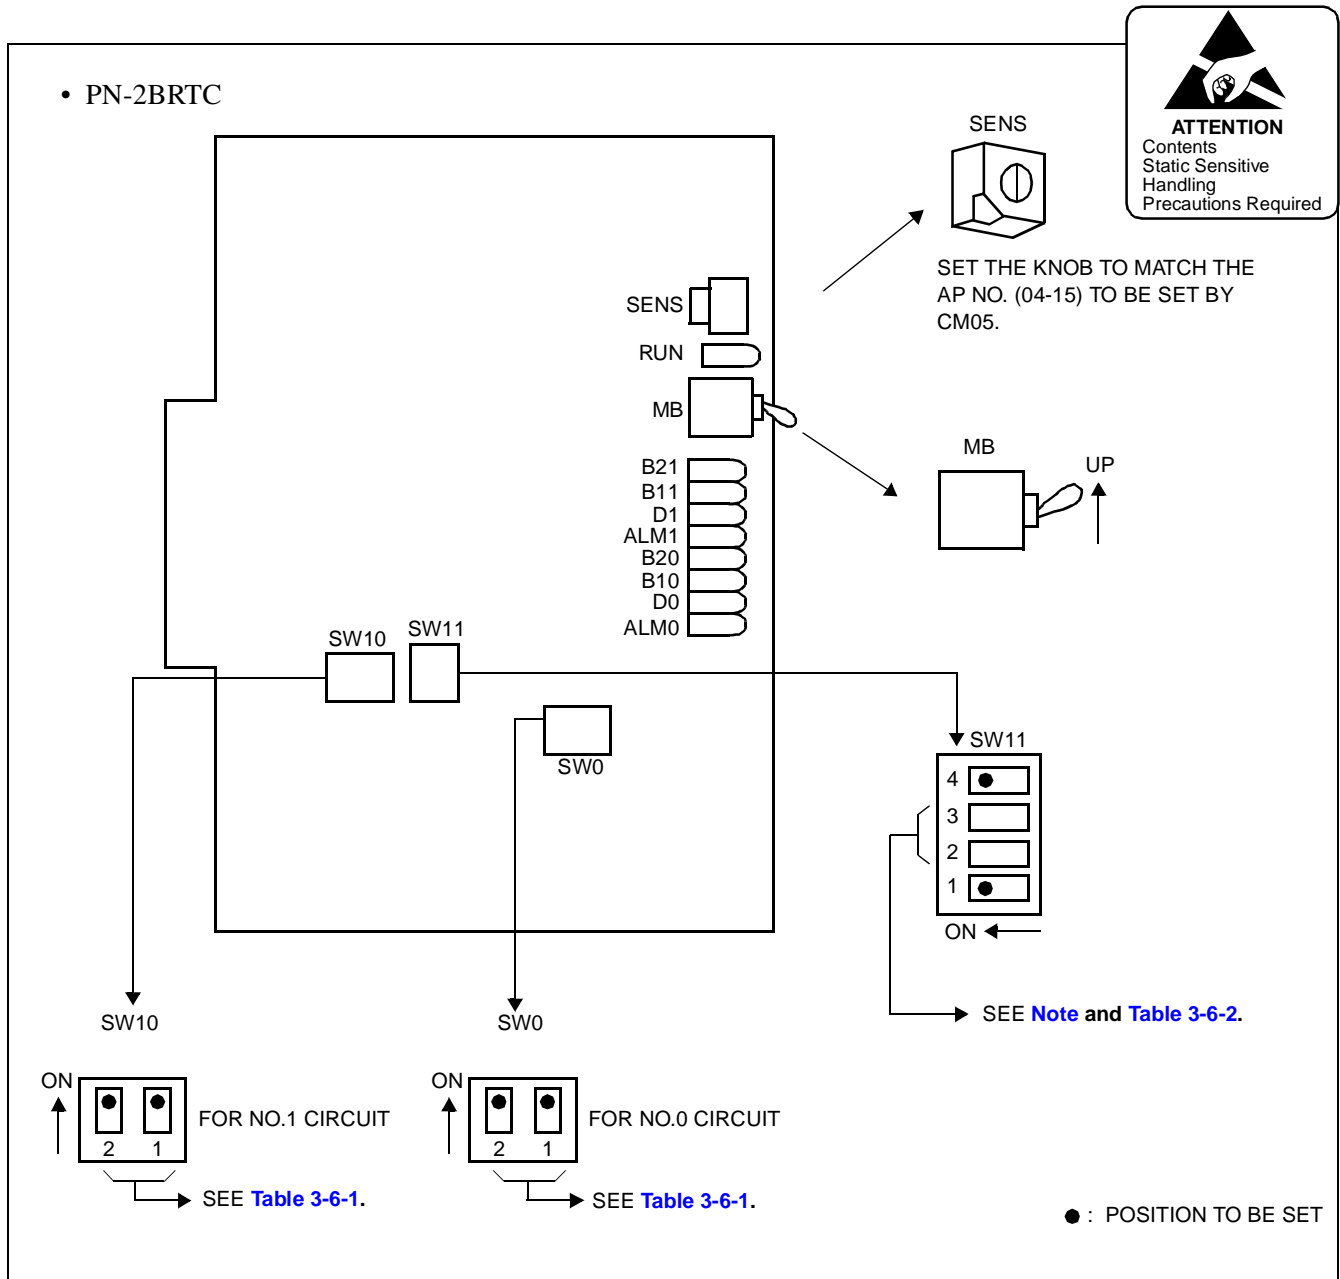 • PN-2BRTC
ATTENTION
Contents
Static Sensitive
Handling
Precautions Required
SENS
SET THE KNOB TO MATCH THE
AP NO. (04-15) TO BE SET BY
CM05.
SENS
RUN
MB
MB
UP
B21
B11
D1
ALM1
B20
B10
D0
ALM0
SW10
SW11
SW0
SW11
4
3
2
1
ON
SEE Note and Table 3-6-2.
SW10
ON
2 1
FOR NO.1 CIRCUIT
SEE Table 3-6-1.
SW0
ON
2 1
FOR NO.0 CIRCUIT
SEE Table 3-6-1.
● : POSITION TO BE SET